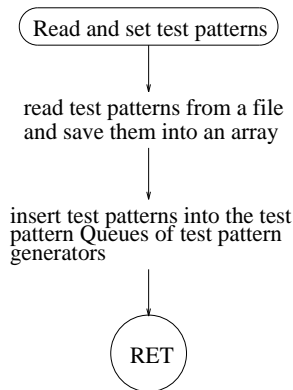 Read and set test patterns
read test patterns from a file
and save them into an array
insert test patterns into the test
pattern Queues of test pattern
generators
RET